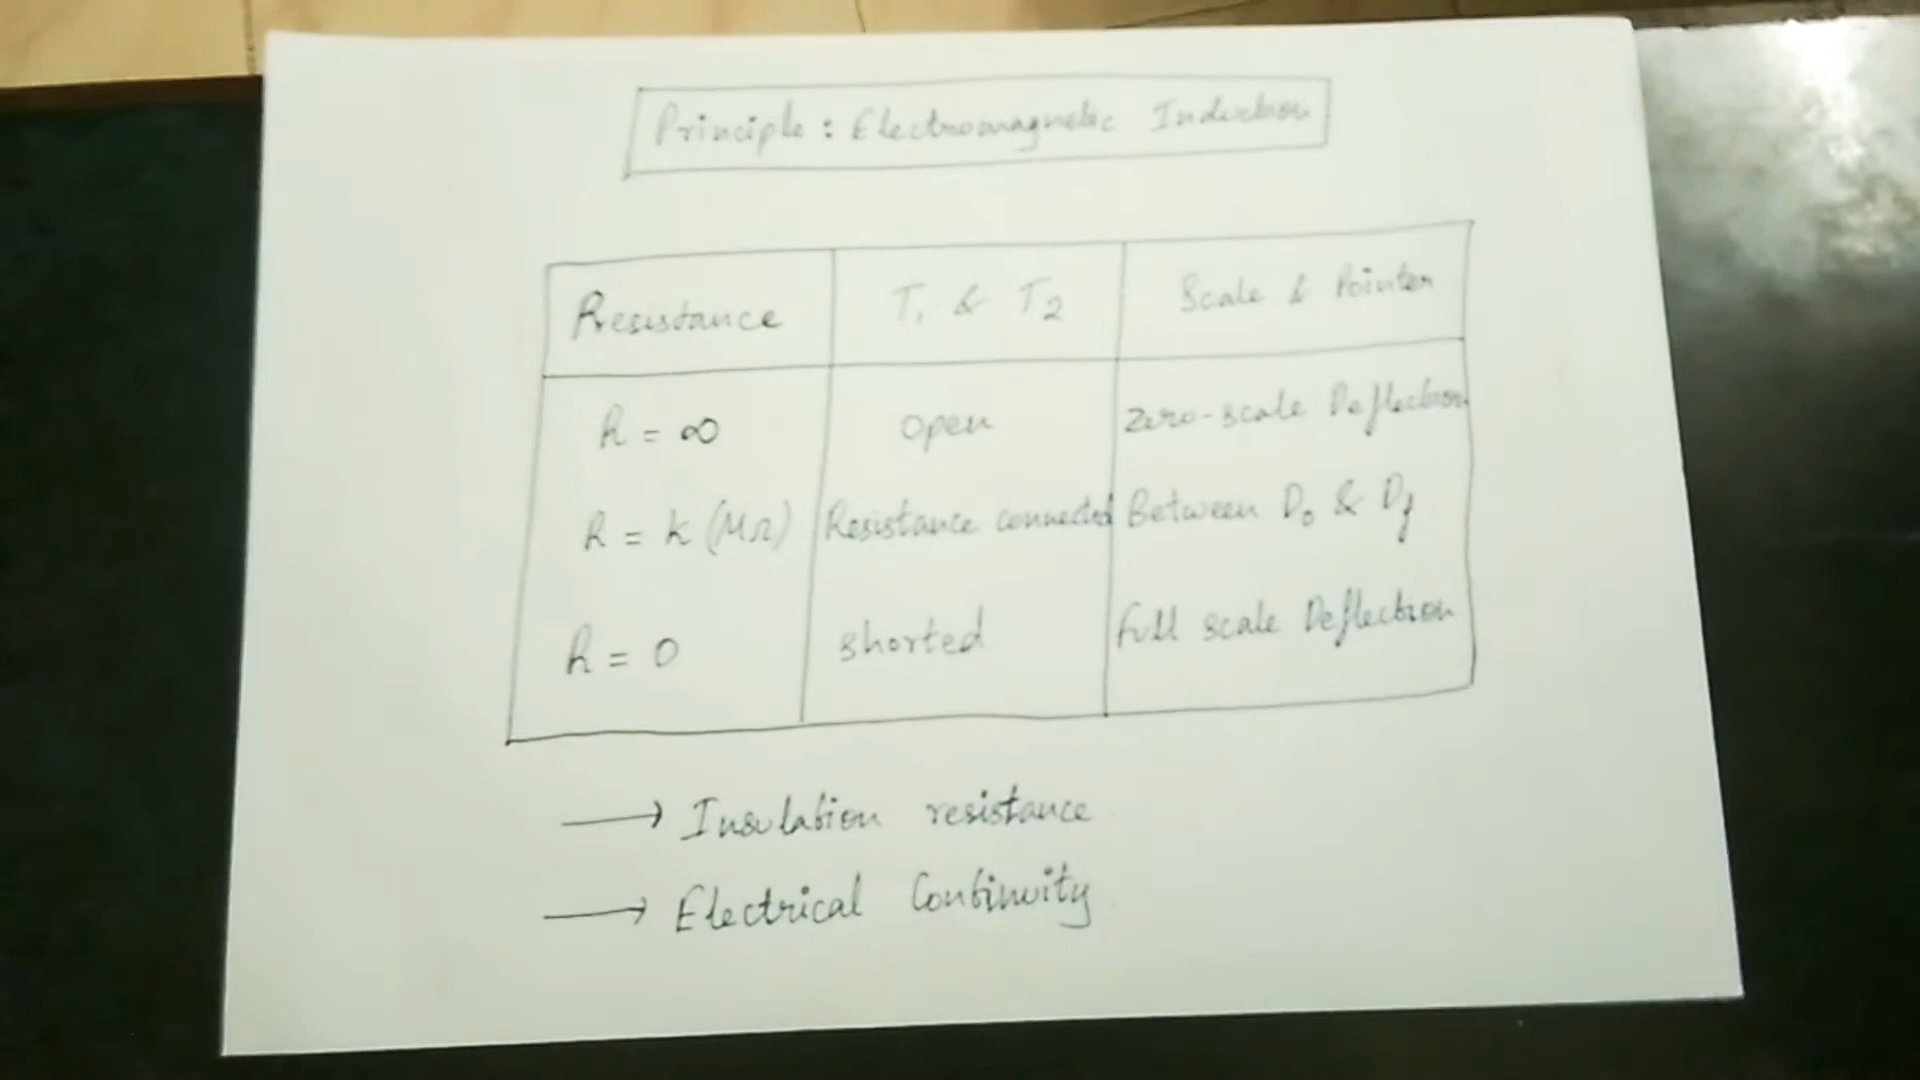 Principle : Electromagnetic Induction
Resistance T1 & T2 Scale & Pointer
R = ∞ open Zero-scale Deflection
R = k (MΩ) Resistance connected Between D0 & Df
R = 0 shorted Full scale Deflection
→ Insulation resistance
→ Electrical Continuity